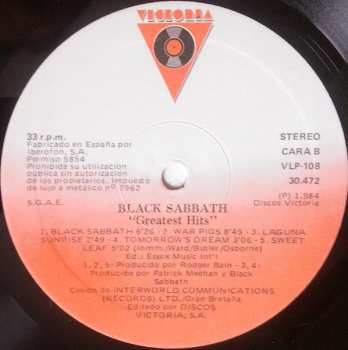 VICTORIA
33 r.p.m.
Fabricado en España por
Iberofon, S.A.
Permiso 5854
Prohibida su utilización
pública sin autorización
de los propietarios. Impuesto
de lujo a metálico nº 7962
S.G.A.E.
STEREO
CARA B
VLP-108
30.472
(P) 1.984
Discos Victoria
BLACK SABBATH
"Greatest Hits"
1. BLACK SABBATH 6'26 - 2- WAR PIGS 8'45 - 3- LAGUNA
SUNRISE 2'49 - 4- TOMORROW'S DREAM 3'06 - 5- SWEET
LEAF 5'02 (Iommi/Ward/Butler/Osborne)
Ed.: Essex Music Int'l
1, 2, 5: Producido por Rodger Bain - 3, 4:
Producido por Patrick Meehan y Black
Sabbath
Cesión de INTERWORLD COMMUNICATIONS
(RECORDS) LTD./Gran Bretaña
Editado por DISCOS
VICTORIA, S.A.